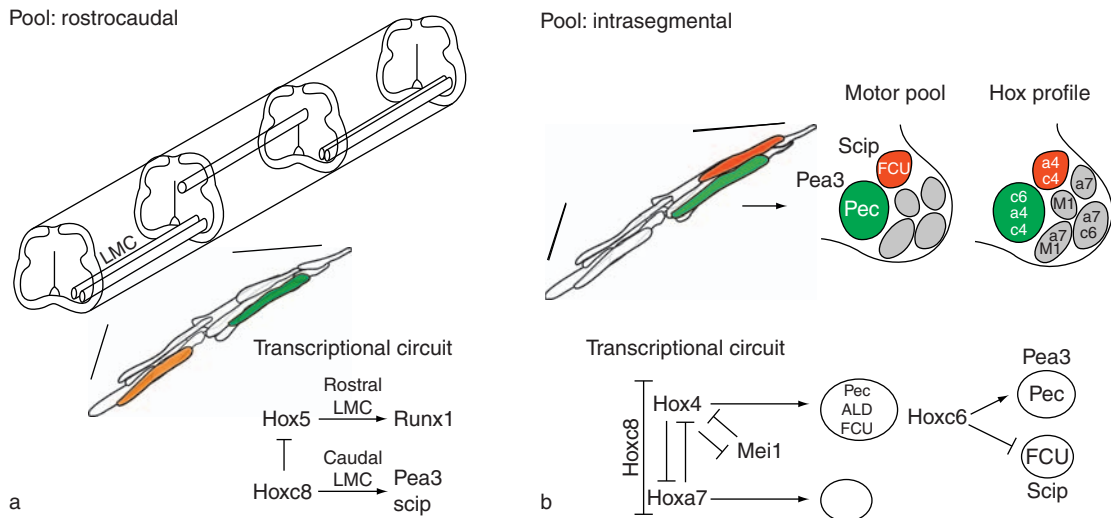 Pool: rostrocaudal
LMC
Transcriptional circuit
Rostral
Hox5 LMC Runx1
Caudal
Hoxc8 LMC Pea3
scip
a
Pool: intrasegmental
Motor pool Hox profile
Scip
FCU
Pea3
Pec
a4
c4
a7
c6
a4
c4
M1
a7
M1
a7
c6
Transcriptional circuit
Hoxc8
Hox4
Mei1
Hoxa7
Pec
ALD
FCU
Hoxc6
Pea3
Pec
FCU
Scip
b